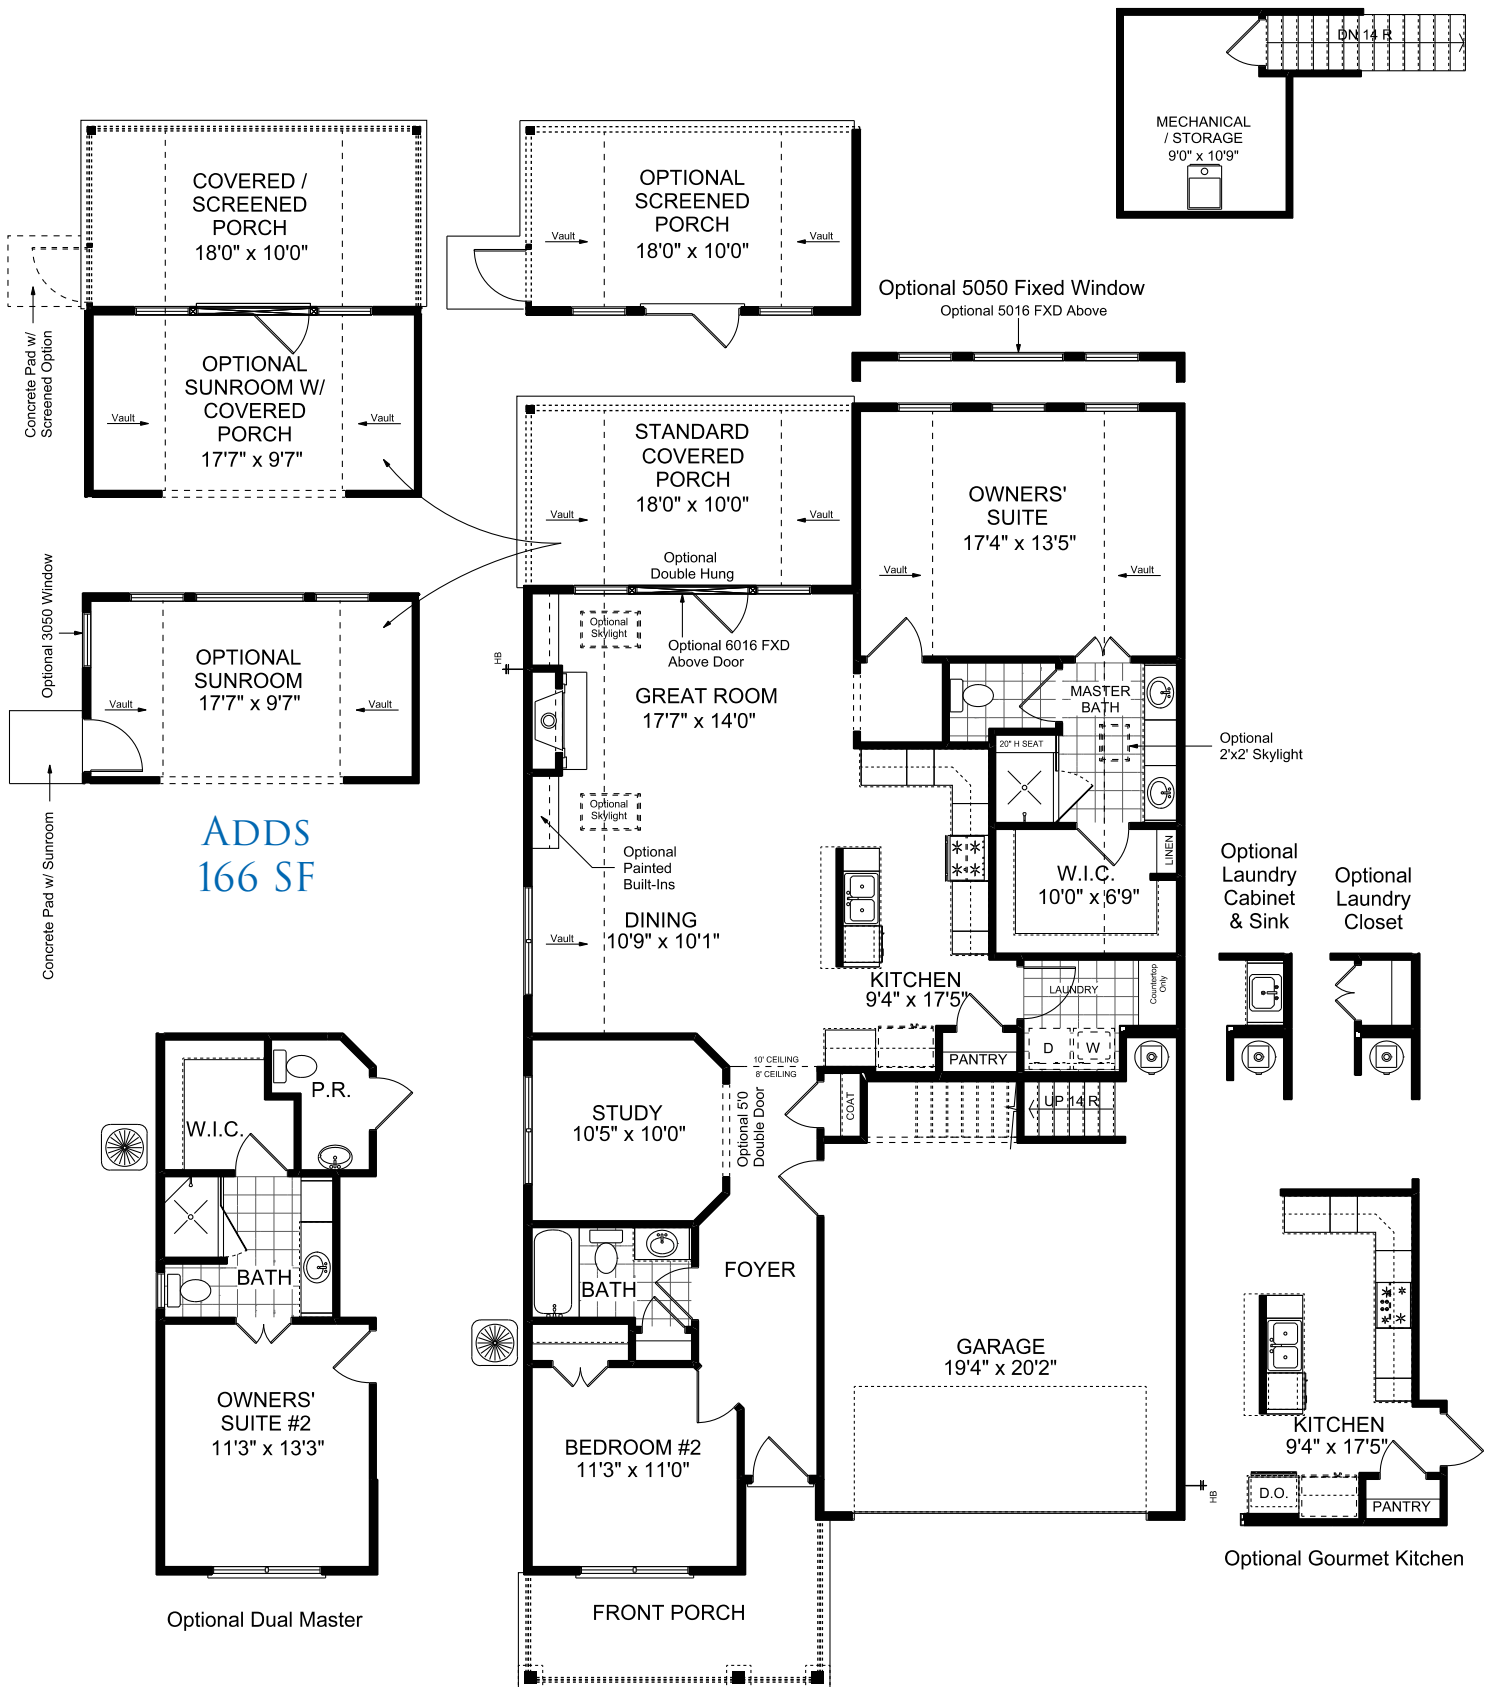 DN 14 R
MECHANICAL
/ STORAGE
9'0" x 10'9"
COVERED /
SCREENED
PORCH
18'0" x 10'0"
Concrete Pad w/
Screened Option
OPTIONAL
SUNROOM W/
COVERED
PORCH
17'7" x 9'7"
Vault
Vault
OPTIONAL
SCREENED
PORCH
18'0" x 10'0"
Vault
Vault
Optional 5050 Fixed Window
Optional 5016 FXD Above
STANDARD
COVERED
PORCH
18'0" x 10'0"
Vault
Vault
Optional
Double Hung
OWNERS'
SUITE
17'4" x 13'5"
Vault
Vault
Optional 3050 Window
OPTIONAL
SUNROOM
17'7" x 9'7"
Vault
Vault
Concrete Pad w/ Sunroom
ADDS
166 SF
Optional
Skylight
Optional 6016 FXD
Above Door
HB
GREAT ROOM
17'7" x 14'0"
MASTER
BATH
20" H SEAT
Optional
2'x2' Skylight
Optional
Skylight
Optional
Painted
Built-Ins
LINEN
W.I.C.
10'0" x 6'9"
DINING
10'9" x 10'1"
Vault
KITCHEN
9'4" x 17'5"
LAUNDRY
Countertop
Only
D
W
PANTRY
Optional
Laundry
Cabinet
& Sink
Optional
Laundry
Closet
10' CEILING
8' CEILING
STUDY
10'5" x 10'0"
Optional 5'0
Double Door
COAT
UP 14 R
W.I.C.
P.R.
BATH
OWNERS'
SUITE #2
11'3" x 13'3"
Optional Dual Master
BATH
FOYER
GARAGE
19'4" x 20'2"
BEDROOM #2
11'3" x 11'0"
HB
FRONT PORCH
KITCHEN
9'4" x 17'5"
D.O.
PANTRY
Optional Gourmet Kitchen